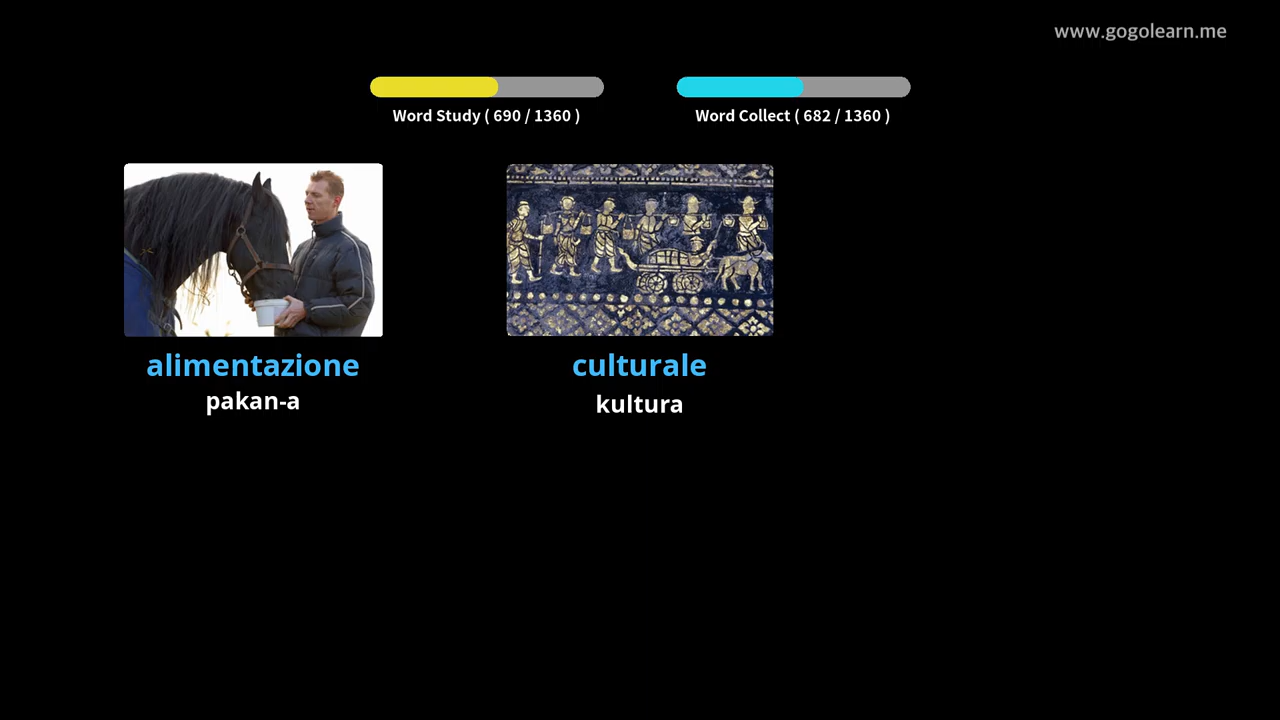 www.gogolearn.me
Word Study ( 690 / 1360 )
Word Collect ( 682 / 1360 )
alimentazione
pakan-a
culturale
kultura